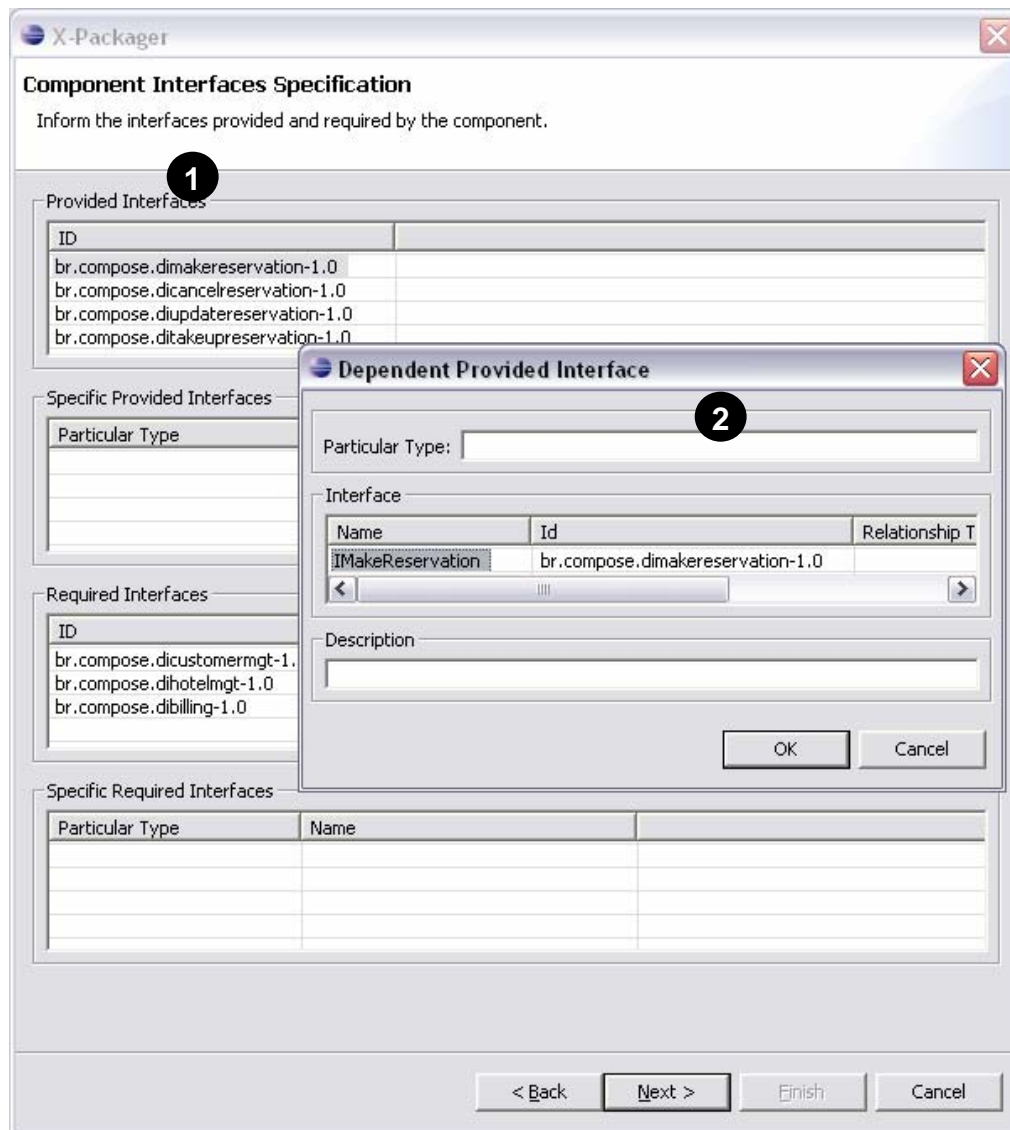 X-Packager
Component Interfaces Specification
Inform the interfaces provided and required by the component.
1
Provided Interfaces
ID
br.compose.dimakereservation-1.0
br.compose.dicancelreservation-1.0
br.compose.diupdatereservation-1.0
br.compose.ditakeupreservation-1.0
Specific Provided Interfaces
Particular Type
Required Interfaces
ID
br.compose.dicustomermgt-1.
br.compose.dihotelmgt-1.0
br.compose.dibilling-1.0
Specific Required Interfaces
Particular Type Name
Dependent Provided Interface
2
Particular Type:
Interface
Name Id Relationship T
IMakeReservation br.compose.dimakereservation-1.0
Description
OK Cancel
< Back Next > Finish Cancel